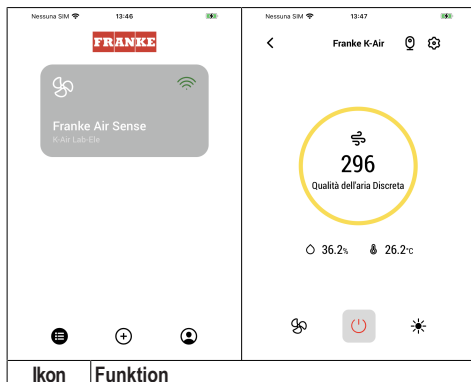 Nessuna SIM 13:46
FRANKE
Franke Air Sense
K-Air Lab-Ele
Nessuna SIM 13:47
Franke K-Air
296
Qualità dell'aria Discreta
36.2% 26.2°C
Ikon Funktion